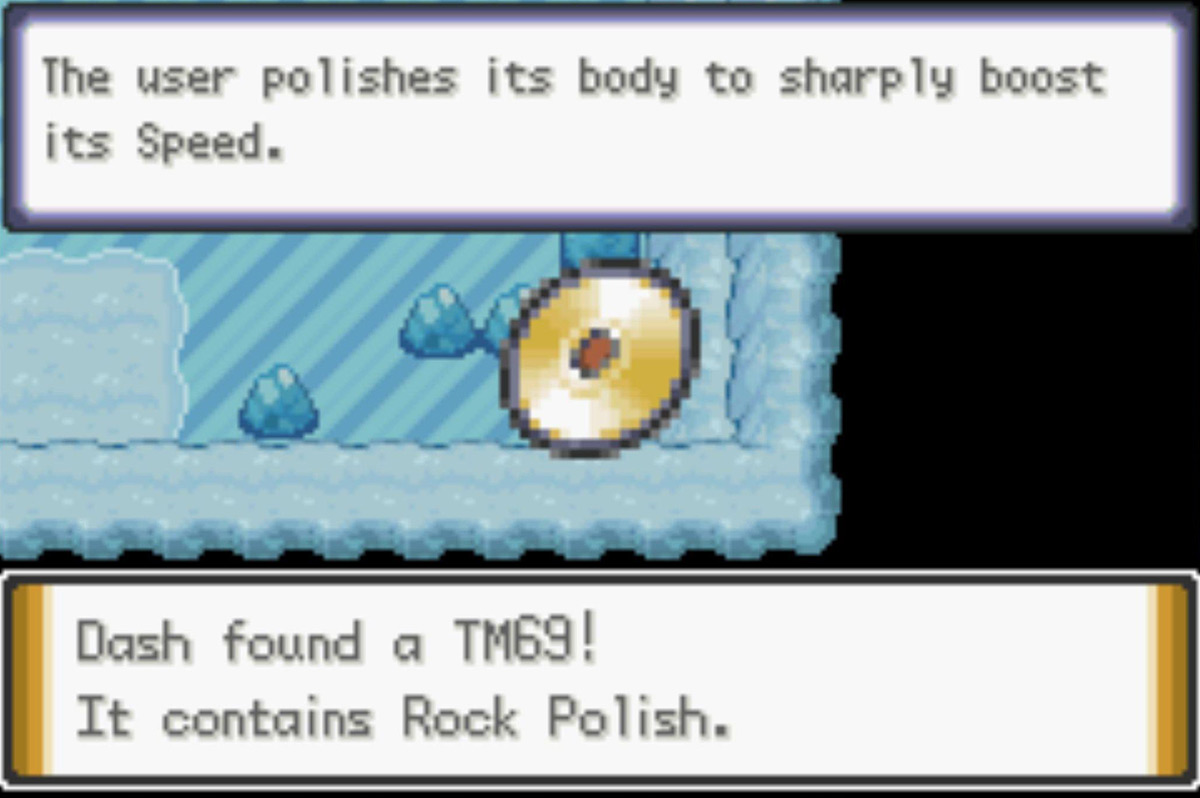 The user polishes its body to sharply boost
its Speed.
Dash found a TM69!
It contains Rock Polish.